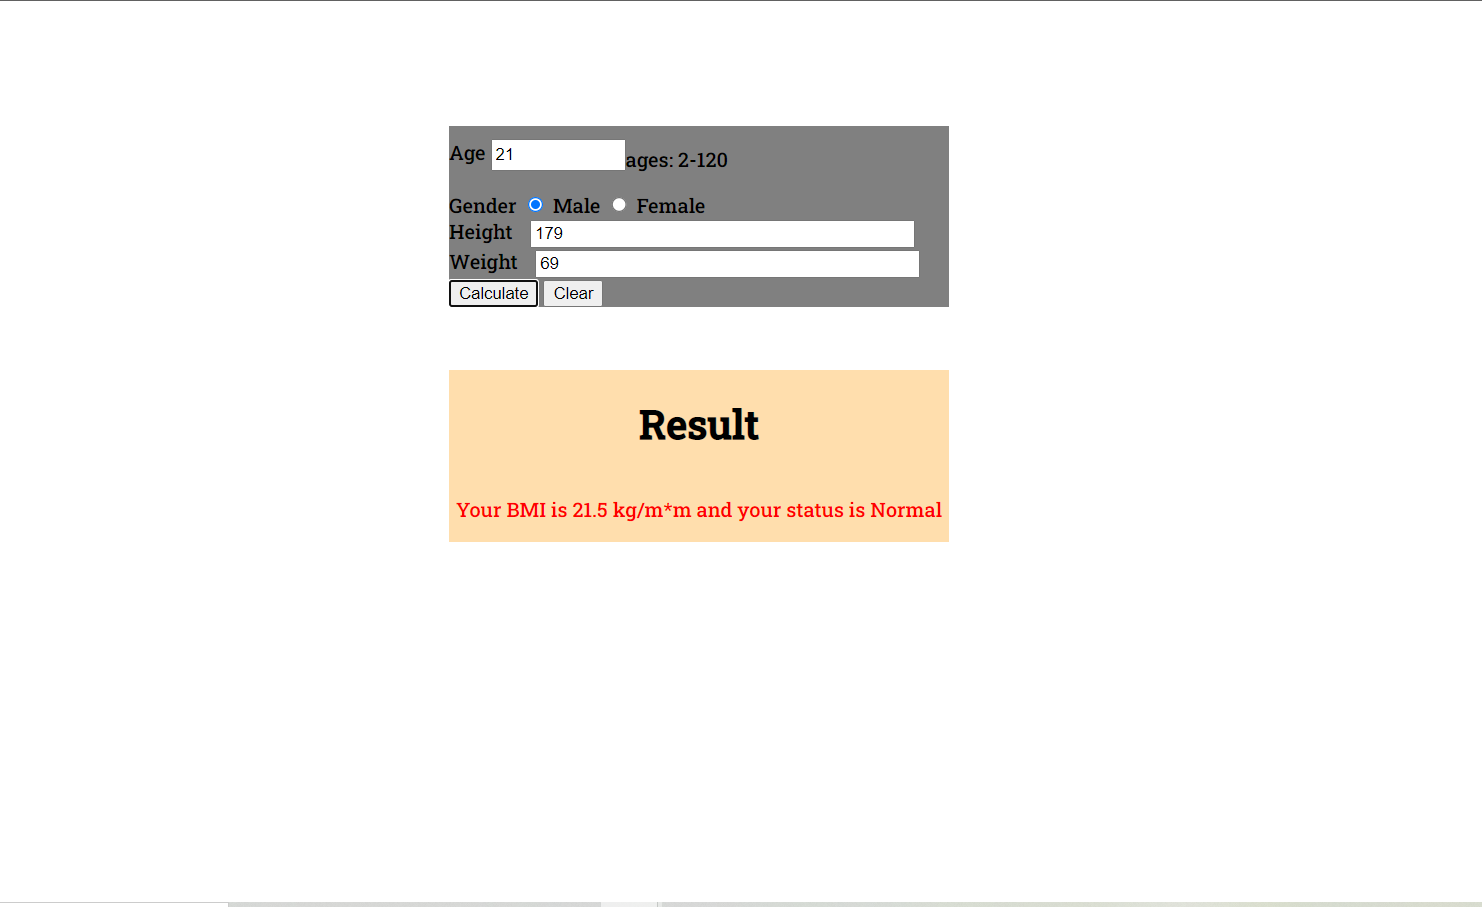 Age 21 ages: 2-120
Gender Male Female
Height 179
Weight 69
Calculate Clear
Result
Your BMI is 21.5 kg/m*m and your status is Normal